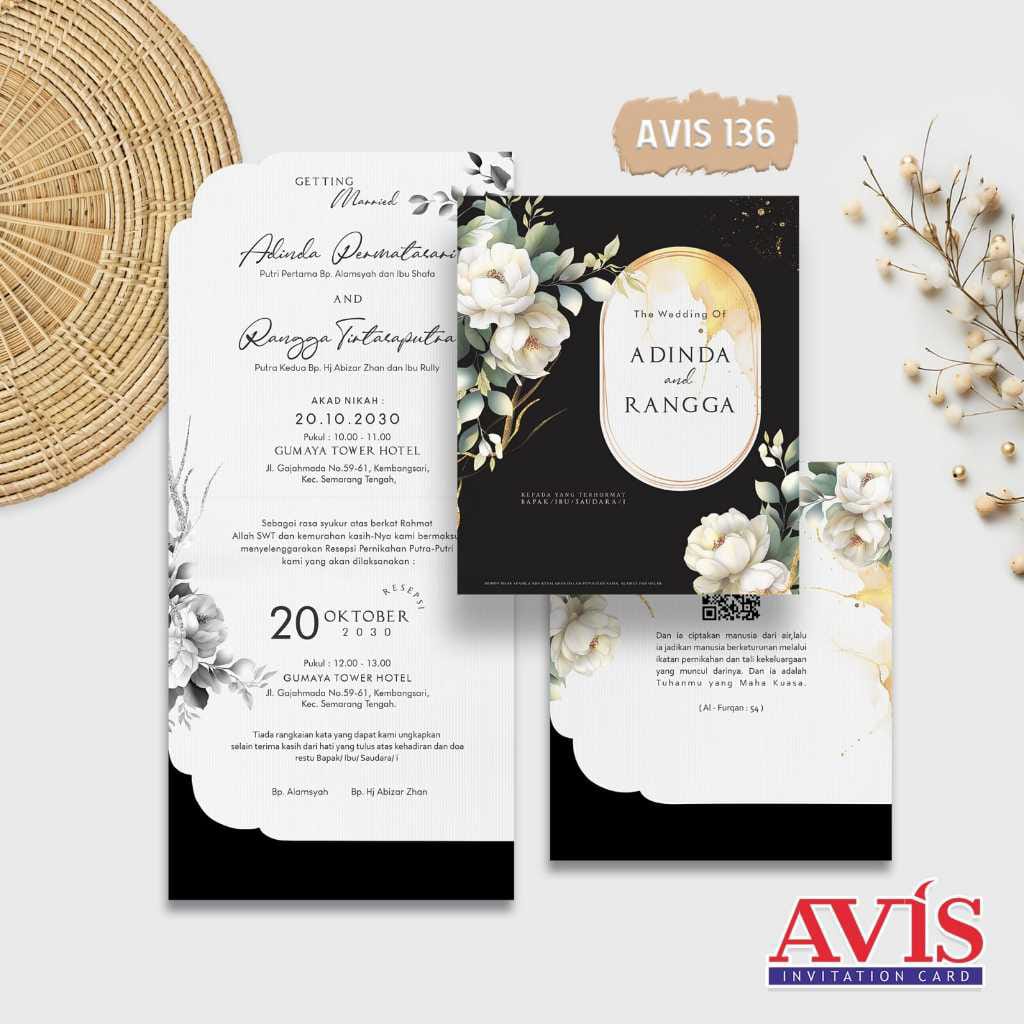 AVIS 136
GETTING
Married
Adinda Permatasari
Putri Pertama Bp. Alamsyah dan Ibu Shafa
AND
Rangga Tirtasaputra
Putra Kedua Bp. Hj Abizar Zhan dan Ibu Rully
AKAD NIKAH :
20.10.2030
Pukul : 10.00 - 11.00
GUMAYA TOWER HOTEL
Jl. Gajahmada No.59-61, Kembangsari,
Kec. Semarang Tengah,
Sebagai rasa syukur atas berkat Rahmat
Allah SWT dan kemurahan kasih-Nya kami bermaksu
menyelenggarakan Resepsi Pernikahan Putra-Putri
kami yang akan dilaksanakan :
RESEPSI
20 OKTOBER
2030
Pukul : 12.00 - 13.00
GUMAYA TOWER HOTEL
Jl. Gajahmada No.59-61, Kembangsari,
Kec. Semarang Tengah.
Tiada rangkaian kata yang dapat kami ungkapkan
selain terima kasih dari hati yang tulus atas kehadiran dan doa
restu Bapak/ Ibu/ Saudara/ i
Bp. Alamsyah Bp. Hj Abizar Zhan
The Wedding Of
ADINDA
and
RANGGA
KEPADA YANG TERHORMAT
BAPAK/IBU/SAUDARA/I
Dan ia ciptakan manusia dari air,lalu
ia jadikan manusia berketurunan melalui
ikatan pernikahan dan tali kekeluargaan
yang muncul darinya. Dan ia adalah
Tuhanmu yang Maha Kuasa.
( Al - Furqan : 54 )
AVIS
INVITATION CARD